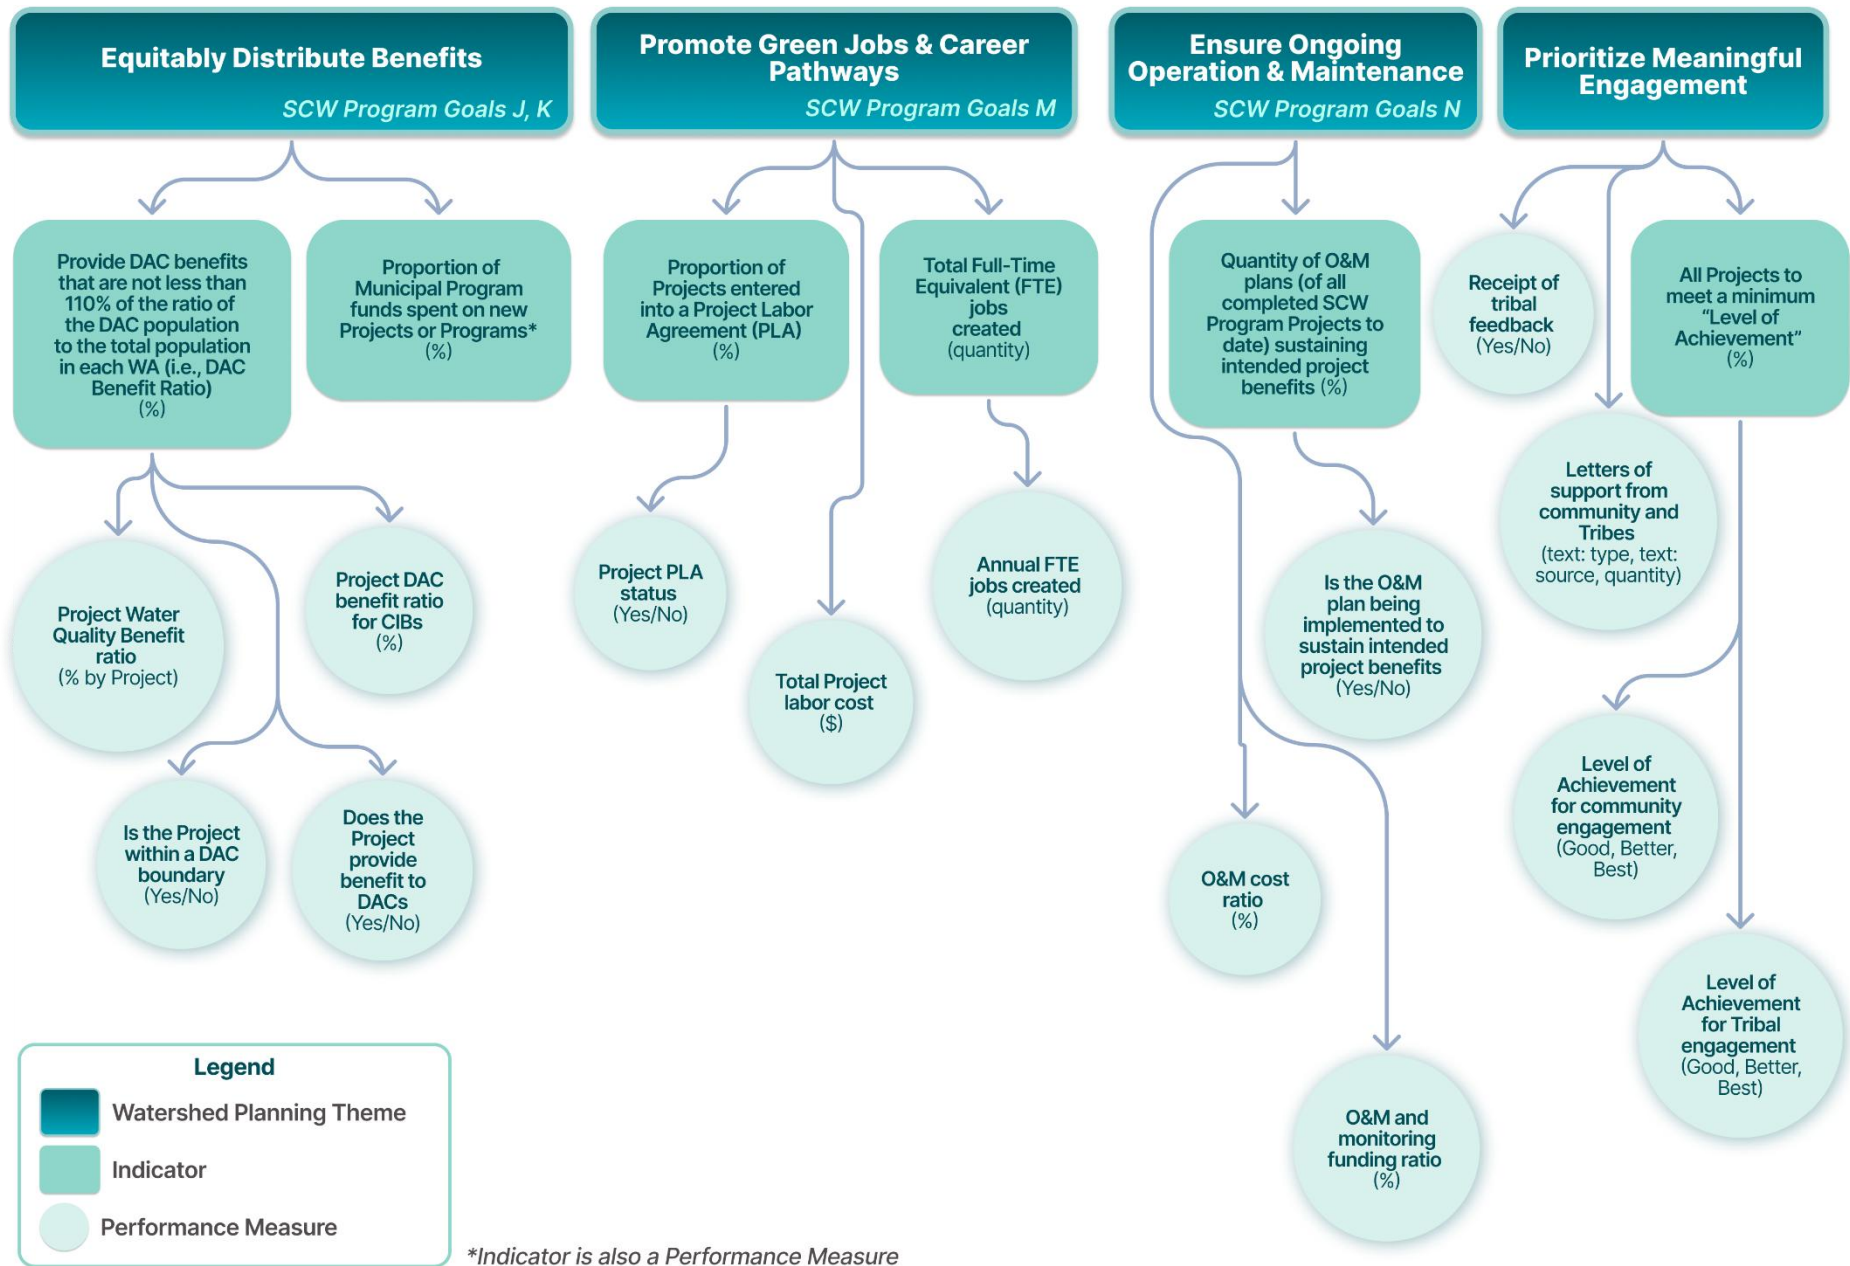 Equitably Distribute Benefits
SCW Program Goals J, K
Promote Green Jobs & Career
Pathways
SCW Program Goals M
Ensure Ongoing
Operation & Maintenance
SCW Program Goals N
Prioritize Meaningful
Engagement
Provide DAC benefits
that are not less than
110% of the ratio of
the DAC population
to the total population
in each WA (i.e., DAC
Benefit Ratio)
(%)
Proportion of
Municipal Program
funds spent on new
Projects or Programs*
(%)
Proportion of
Projects entered
into a Project Labor
Agreement (PLA)
(%)
Total Full-Time
Equivalent (FTE)
jobs
created
(quantity)
Quantity of O&M
plans (of all
completed SCW
Program Projects to
date) sustaining
intended project
benefits (%)
Receipt of
tribal
feedback
(Yes/No)
All Projects to
meet a minimum
“Level of
Achievement”
(%)
Letters of
support from
community and
Tribes
(text: type, text:
source, quantity)
Project Water
Quality Benefit
ratio
(% by Project)
Project DAC
benefit ratio
for CIBs
(%)
Project PLA
status
(Yes/No)
Total Project
labor cost
($)
Annual FTE
jobs created
(quantity)
Is the O&M
plan being
implemented to
sustain intended
project benefits
(Yes/No)
Is the Project
within a DAC
boundary
(Yes/No)
Does the
Project
provide
benefit to
DACs
(Yes/No)
O&M cost
ratio
(%)
Level of
Achievement
for community
engagement
(Good, Better,
Best)
Level of
Achievement
for Tribal
engagement
(Good, Better,
Best)
O&M and
monitoring
funding ratio
(%)
Legend
Watershed Planning Theme
Indicator
Performance Measure
*Indicator is also a Performance Measure